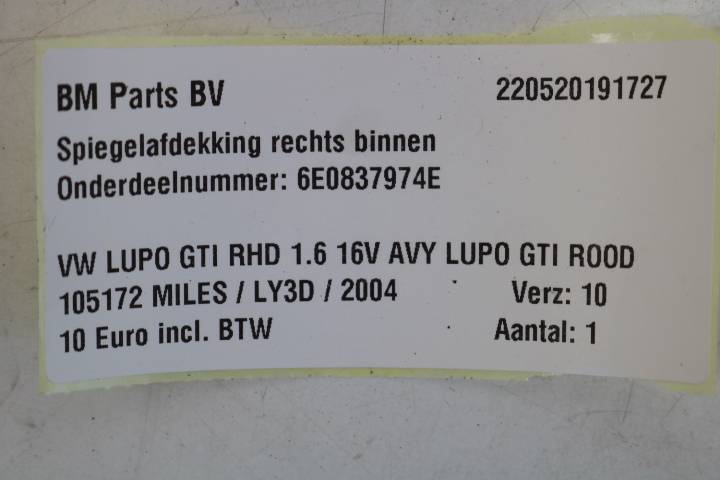 BM Parts BV 220520191727
Spiegelafdekking rechts binnen
Onderdeelnummer: 6E0837974E
VW LUPO GTI RHD 1.6 16V AVY LUPO GTI ROOD
105172 MILES / LY3D / 2004 Verz: 10
10 Euro incl. BTW Aantal: 1